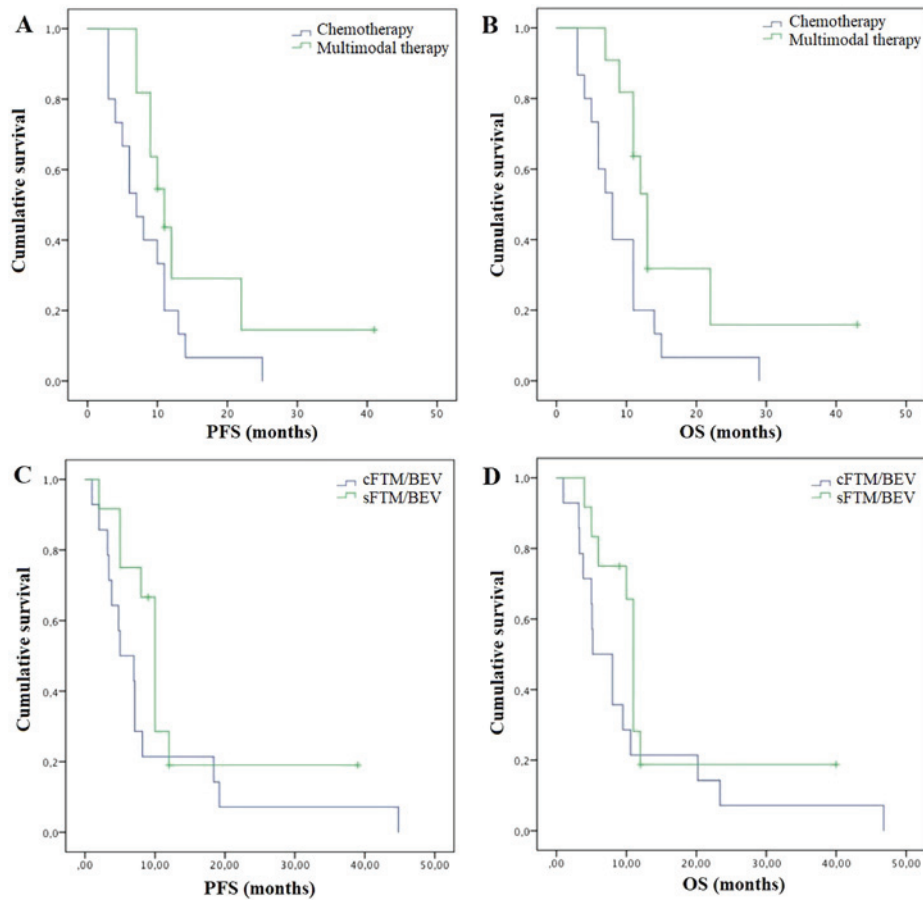 A
Chemotherapy
Multimodal therapy
Cumulative survival
1,0
0,8
0,6
0,4
0,2
0,0
0
10
20
30
40
50
PFS (months)
B
Chemotherapy
Multimodal therapy
Cumulative survival
1,0
0,8
0,6
0,4
0,2
0,0
0
10
20
30
40
50
OS (months)
C
cFTM/BEV
sFTM/BEV
Cumulative survival
1,0
0,8
0,6
0,4
0,2
0,0
,00
10,00
20,00
30,00
40,00
50,00
PFS (months)
D
cFTM/BEV
sFTM/BEV
Cumulative survival
1,0
0,8
0,6
0,4
0,2
0,0
,00
10,00
20,00
30,00
40,00
50,00
OS (months)